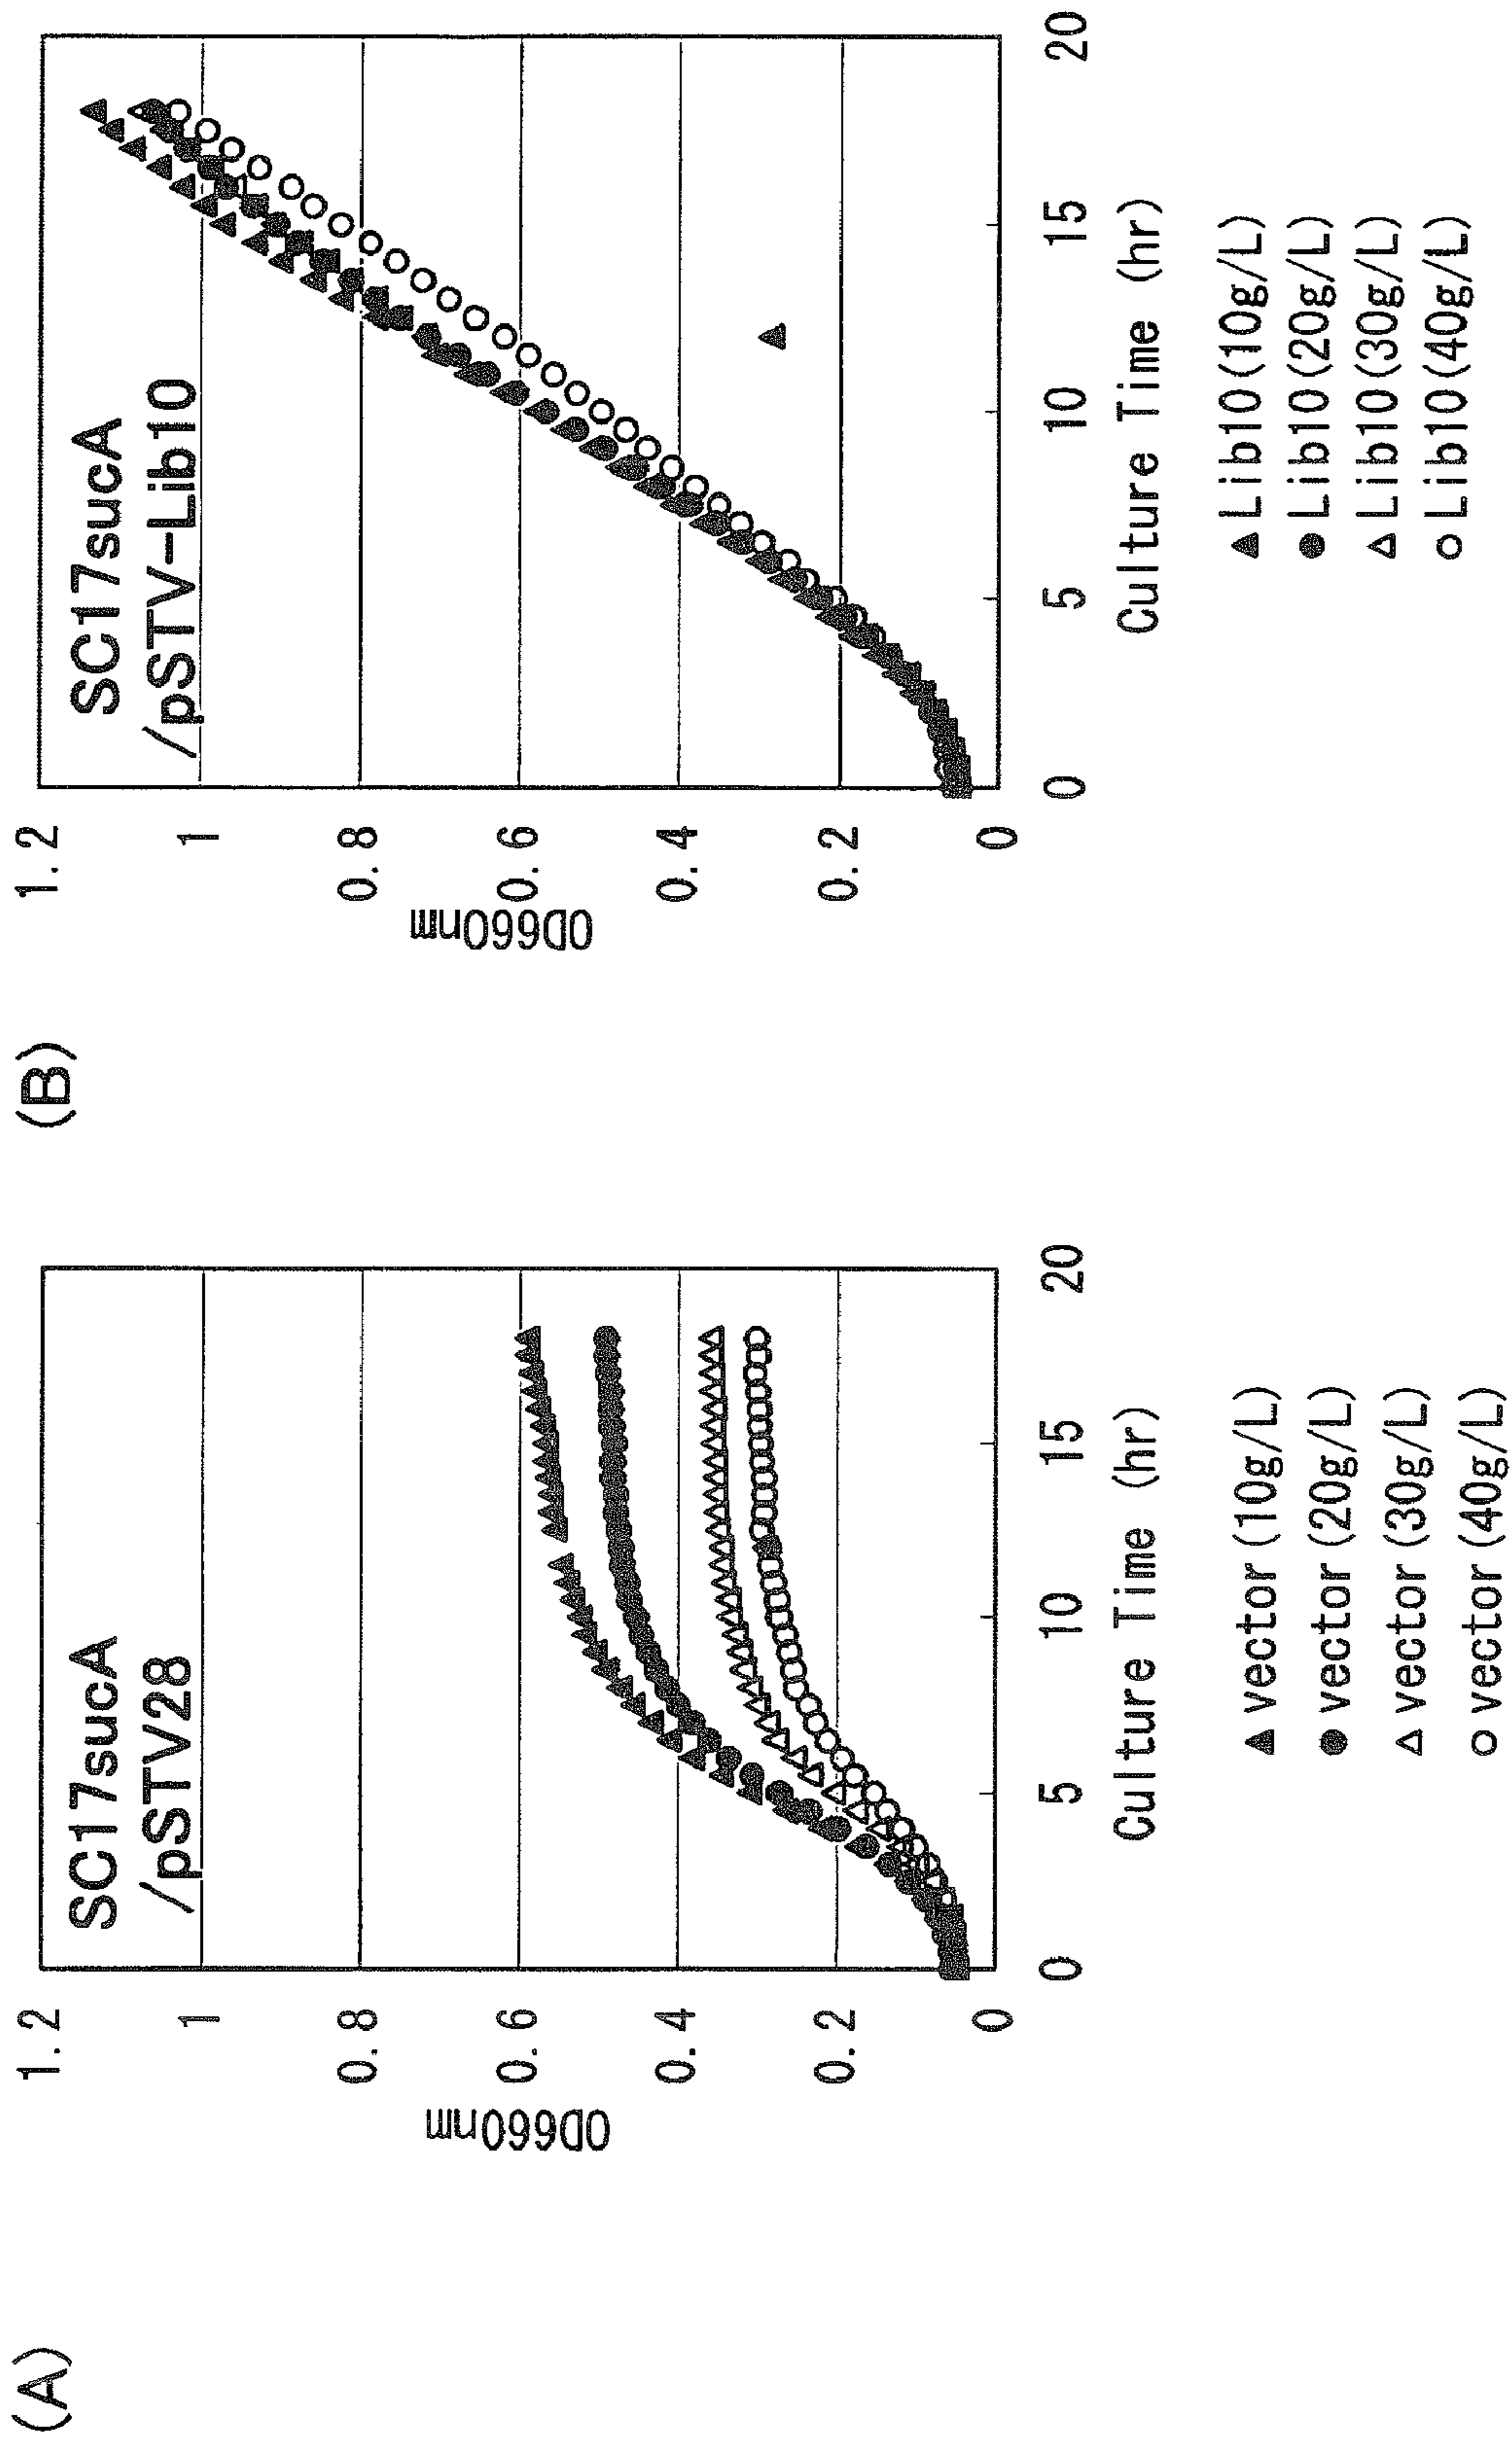 (A)
SC17sucA
/pSTV28
OD660nm
1.2
1
0.8
0.6
0.4
0.2
0
0 5 10 15 20
Culture Time (hr)
▲ vector (10g/L)
● vector (20g/L)
△ vector (30g/L)
○ vector (40g/L)
(B)
SC17sucA
/pSTV-Lib10
OD660nm
1.2
1
0.8
0.6
0.4
0.2
0
0 5 10 15 20
Culture Time (hr)
▲ Lib10 (10g/L)
● Lib10 (20g/L)
△ Lib10 (30g/L)
○ Lib10 (40g/L)